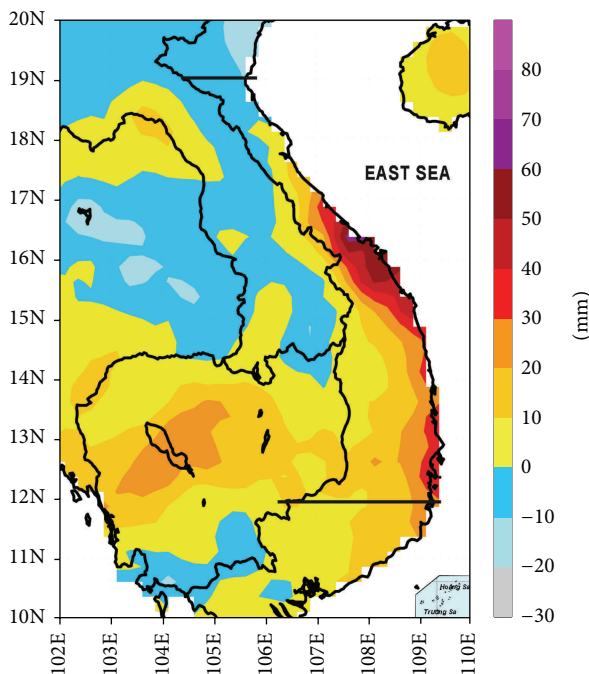 20N
19N
18N
17N
16N
15N
14N
13N
12N
11N
10N
102E
103E
104E
105E
106E
107E
108E
109E
110E
EAST SEA
Hoàng Sa
Trường Sa
80
70
60
50
40
30
20
10
0
−10
−20
−30
(mm)